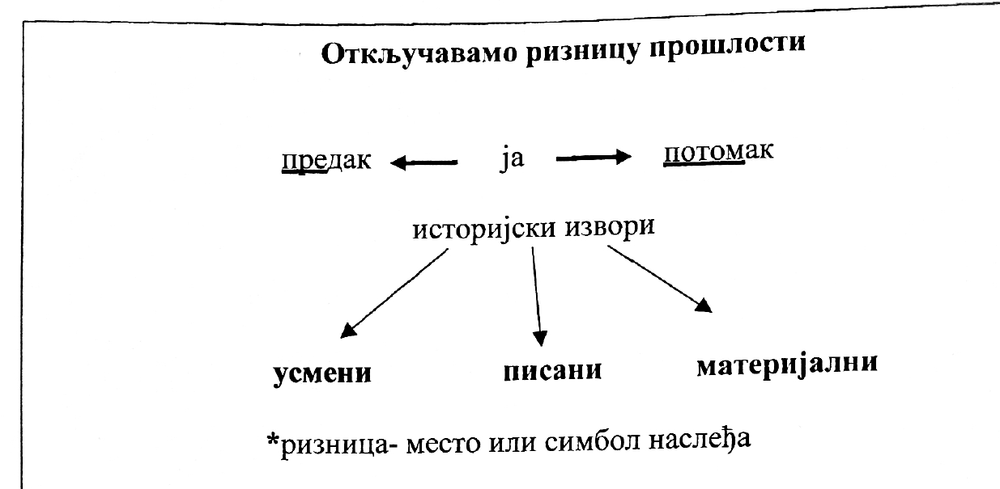 Откључавамо ризницу прошлости
предак ја потомак
историјски извори
усмени писани материјални
*ризница- место или симбол наслеђа